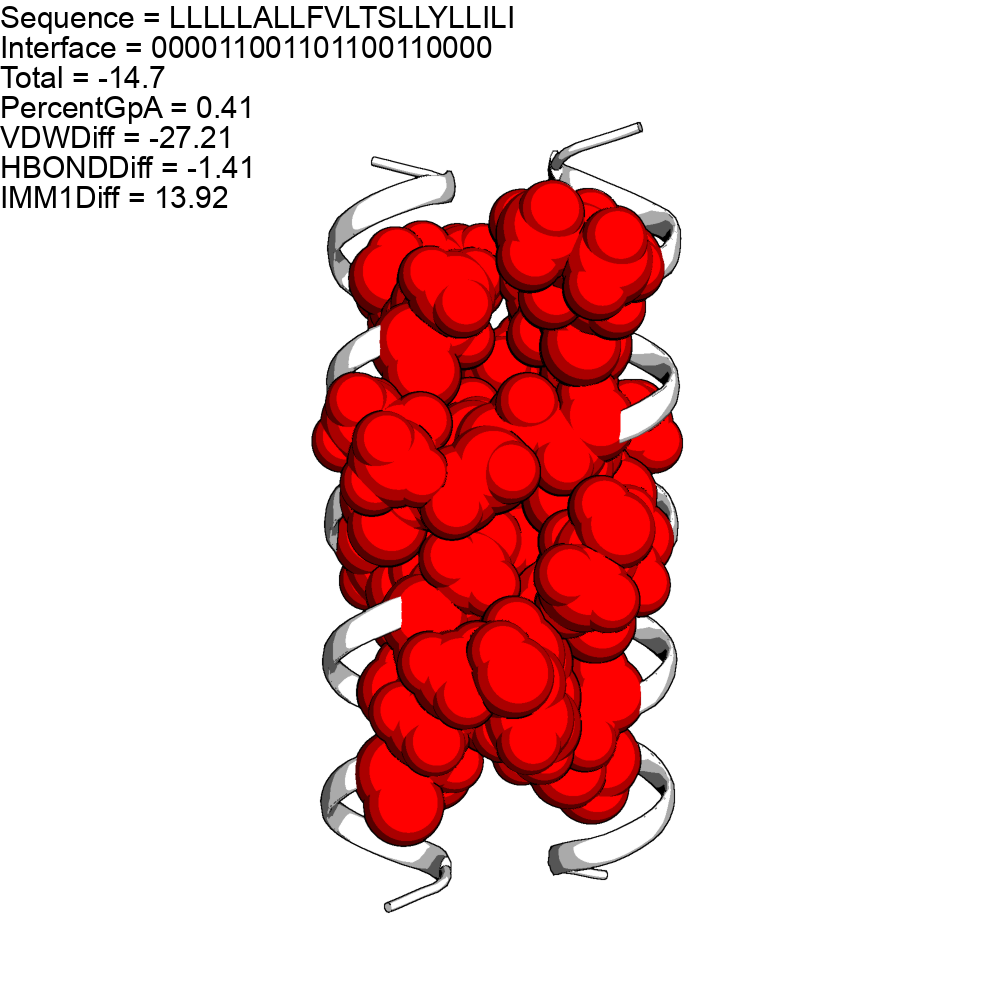 Sequence = LLLLLALLFVLTSLLYLLILI
Interface = 000011001101100110000
Total = -14.7
PercentGpA = 0.41
VDWDiff = -27.21
HBONDDiff = -1.41
IMM1Diff = 13.92